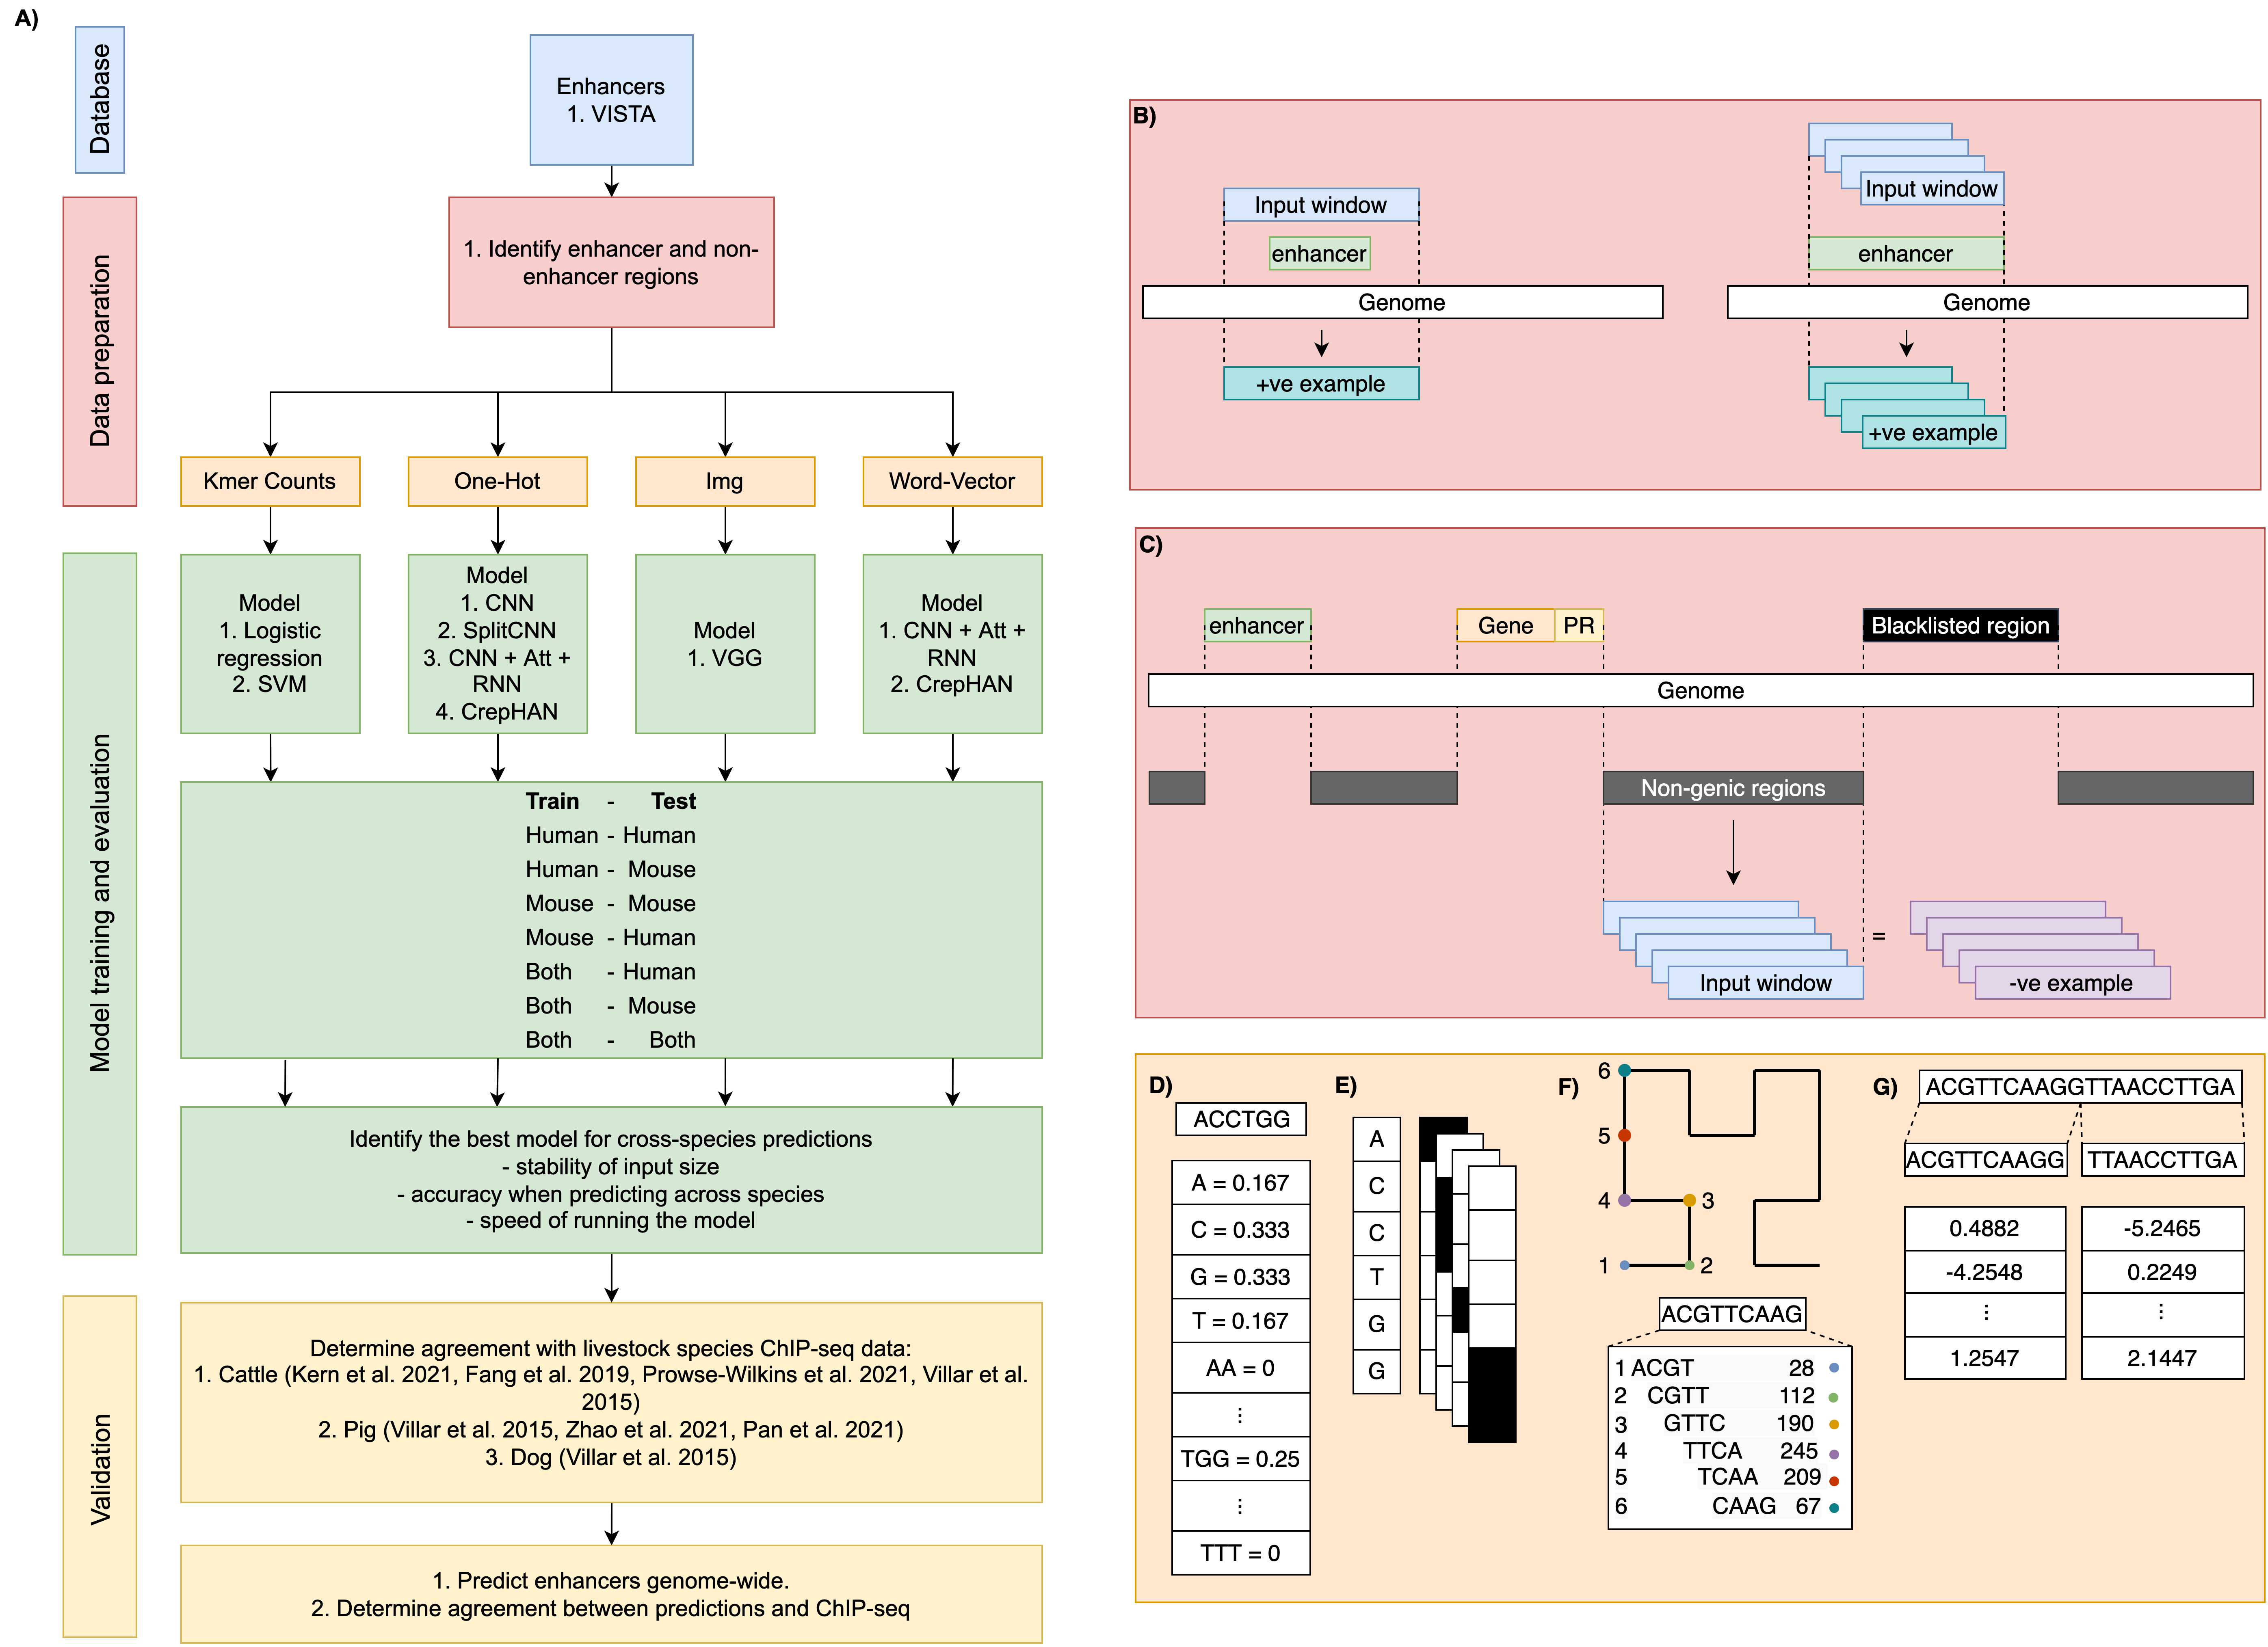 A)
Database
Enhancers
1. VISTA
Data preparation
1. Identify enhancer and non-
enhancer regions
Kmer Counts
One-Hot
Img
Word-Vector
Model training and evaluation
Model
1. Logistic
regression
2. SVM
Model
1. CNN
2. SplitCNN
3. CNN + Att +
RNN
4. CrepHAN
Model
1. VGG
Model
1. CNN + Att +
RNN
2. CrepHAN
Train - Test
Human - Human
Human - Mouse
Mouse - Mouse
Mouse - Human
Both - Human
Both - Mouse
Both - Both
Identify the best model for cross-species predictions
- stability of input size
- accuracy when predicting across species
- speed of running the model
Validation
Determine agreement with livestock species ChIP-seq data:
1. Cattle (Kern et al. 2021, Fang et al. 2019, Prowse-Wilkins et al. 2021, Villar et al.
2015)
2. Pig (Villar et al. 2015, Zhao et al. 2021, Pan et al. 2021)
3. Dog (Villar et al. 2015)
1. Predict enhancers genome-wide.
2. Determine agreement between predictions and ChIP-seq
B)
Input window
enhancer
Genome
+ve example
Input window
enhancer
Genome
+ve example
C)
enhancer
Gene
PR
Blacklisted region
Genome
Non-genic regions
Input window
=
-ve example
D)
ACCTGG
A = 0.167
C = 0.333
G = 0.333
T = 0.167
AA = 0
⋮
TGG = 0.25
⋮
TTT = 0
E)
A
C
C
T
G
G
F)
6
5
4
3
1
2
ACGTTCAAG
1 ACGT 28
2 CGTT 112
3 GTTC 190
4 TTCA 245
5 TCAA 209
6 CAAG 67
G)
ACGTTCAAGGTTAACCTTGA
ACGTTCAAGG
TTAACCTTGA
0.4882
-4.2548
⋮
1.2547
-5.2465
0.2249
⋮
2.1447